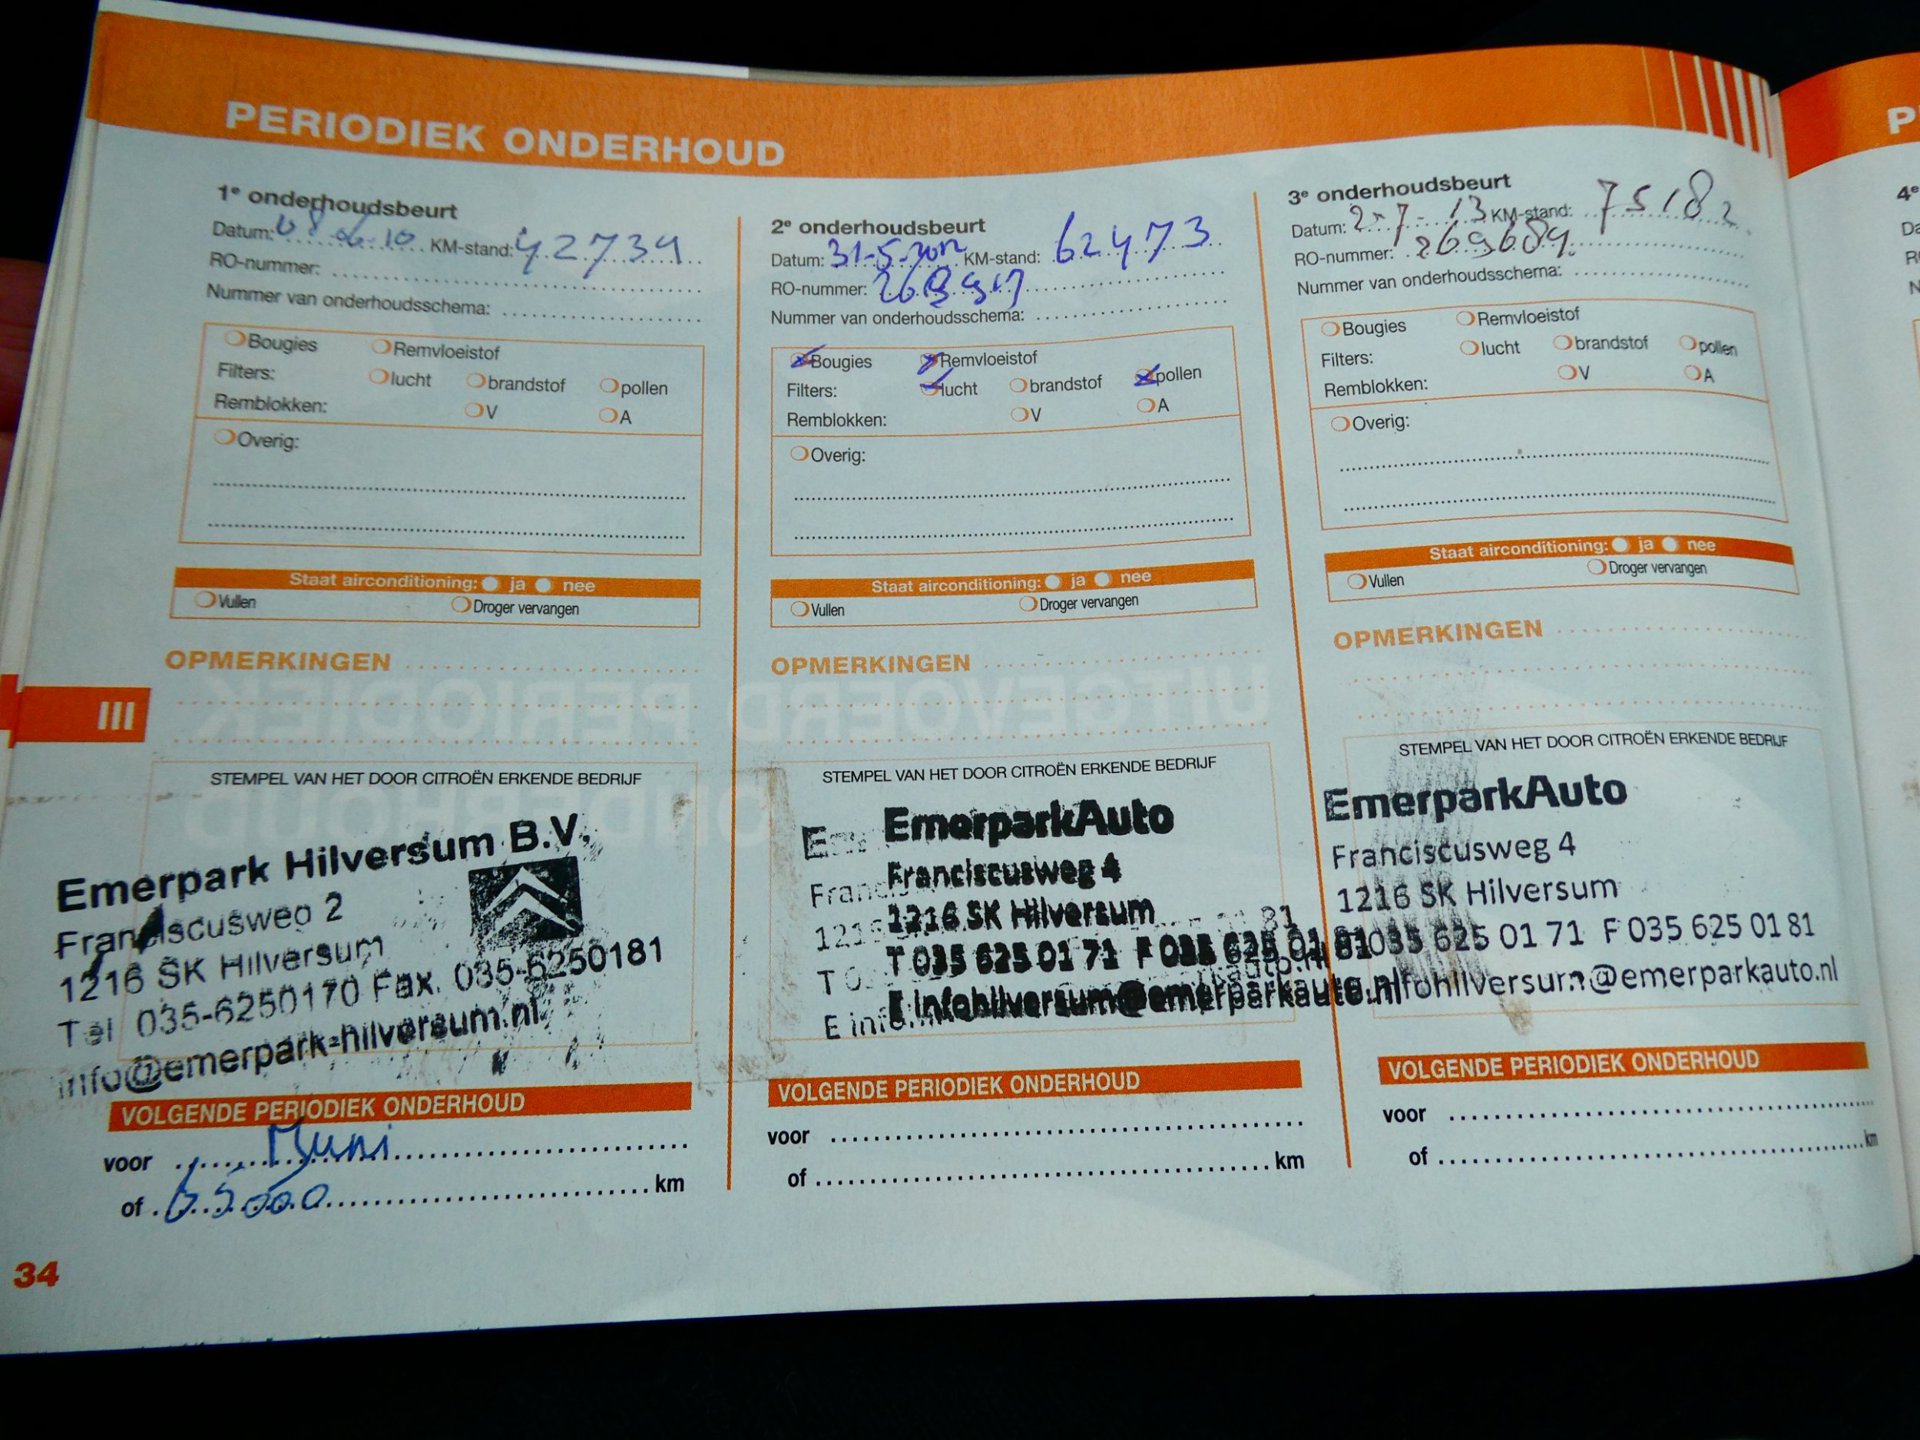 PERIODIEK ONDERHOUD
1e onderhoudsbeurt
Datum: 08-06-10 KM-stand: 42739
RO-nummer:
Nummer van onderhoudsschema:
Bougies Remvloeistof
Filters: lucht brandstof pollen
Remblokken: V A
Overig:
Staat airconditioning: ja nee
Vullen Droger vervangen
OPMERKINGEN
STEMPEL VAN HET DOOR CITROËN ERKENDE BEDRIJF
Emerpark Hilversum B.V.
Franciscusweg 2
1216 SK Hilversum
Tel 035-6250170 Fax. 035-6250181
info@emerpark-hilversum.nl
VOLGENDE PERIODIEK ONDERHOUD
voor Juni
of 65.000 km
2e onderhoudsbeurt
Datum: 31-5-2012 KM-stand: 62473
RO-nummer:
Nummer van onderhoudsschema:
Bougies Remvloeistof
Filters: lucht brandstof pollen
Remblokken: V A
Overig:
Staat airconditioning: ja nee
Vullen Droger vervangen
OPMERKINGEN
STEMPEL VAN HET DOOR CITROËN ERKENDE BEDRIJF
EmerparkAuto
Franciscusweg 4
1216 SK Hilversum
T 035 625 01 71 F 035 625 01 81
E infohilversum@emerparkauto.nl
VOLGENDE PERIODIEK ONDERHOUD
voor
of km
3e onderhoudsbeurt
Datum: 2-7-13 KM-stand: 75182
RO-nummer: 269689
Nummer van onderhoudsschema:
Bougies Remvloeistof
Filters: lucht brandstof pollen
Remblokken: V A
Overig:
Staat airconditioning: ja nee
Vullen Droger vervangen
OPMERKINGEN
STEMPEL VAN HET DOOR CITROËN ERKENDE BEDRIJF
EmerparkAuto
Franciscusweg 4
1216 SK Hilversum
035 625 01 71 F 035 625 01 81
infohilversum@emerparkauto.nl
VOLGENDE PERIODIEK ONDERHOUD
voor
of km
III
34
P
4e